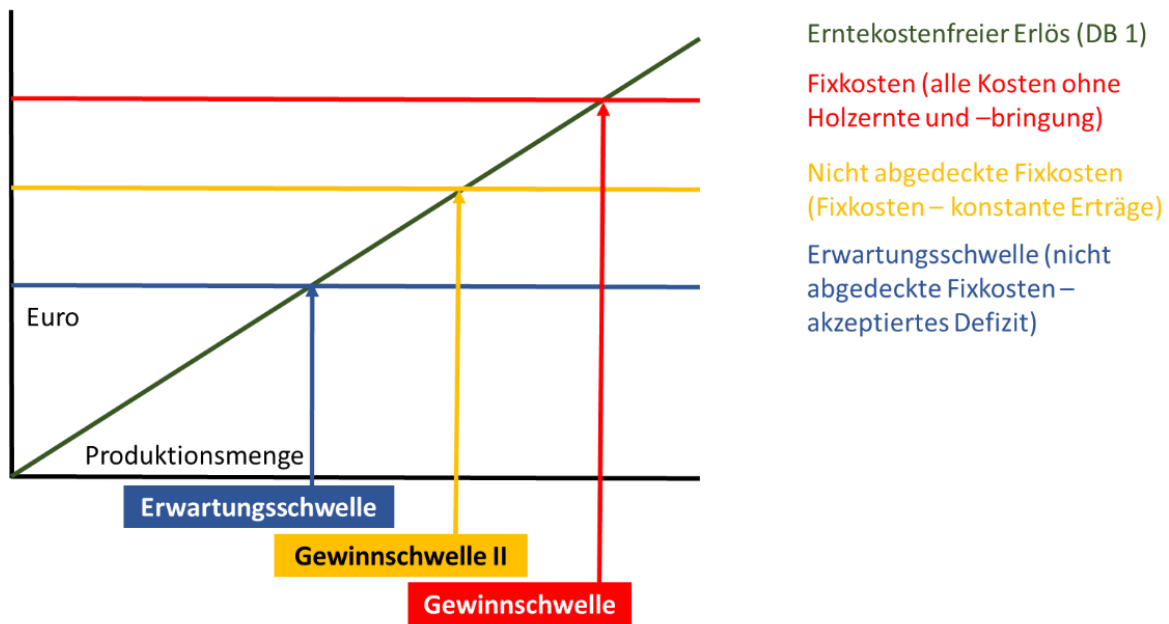 Erntekostenfreier Erlös (DB 1)
Fixkosten (alle Kosten ohne
Holzernte und –bringung)
Nicht abgedeckte Fixkosten
(Fixkosten – konstante Erträge)
Erwartungsschwelle (nicht
abgedeckte Fixkosten –
akzeptiertes Defizit)
Euro
Produktionsmenge
Erwartungsschwelle
Gewinnschwelle II
Gewinnschwelle